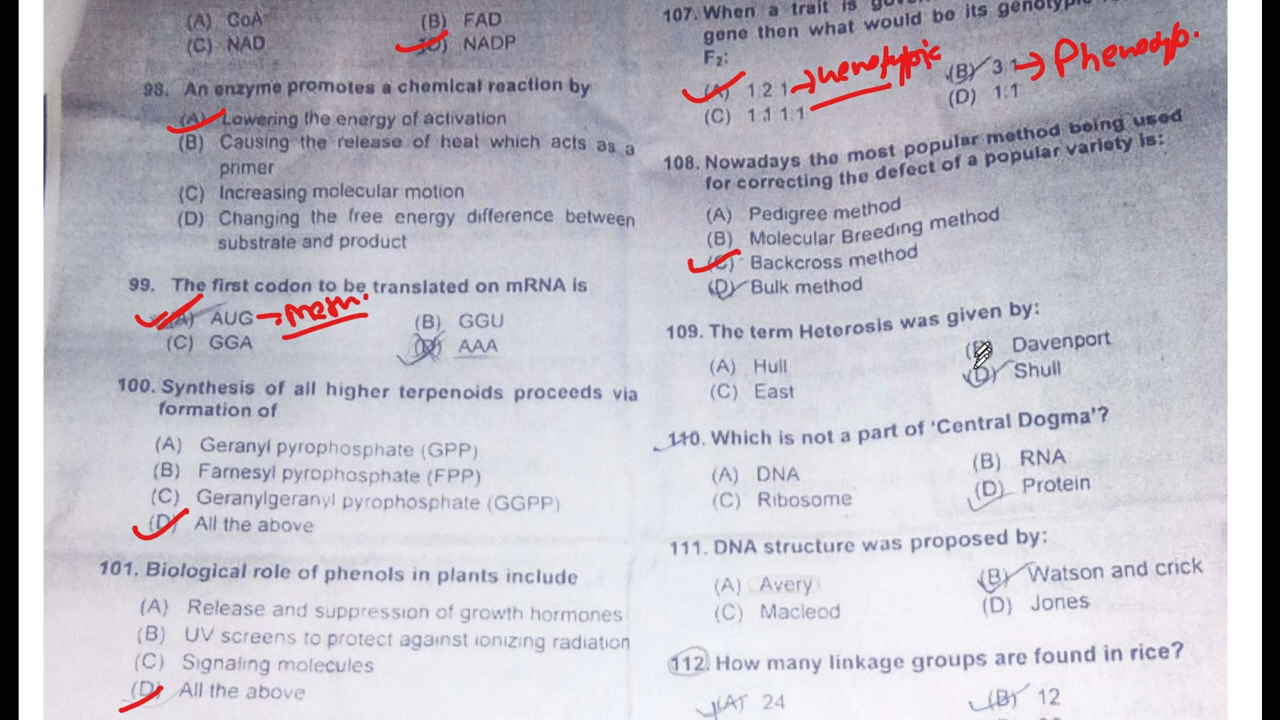 (A) CoA (B) FAD
(C) NAD (D) NADP
98. An enzyme promotes a chemical reaction by
(A) Lowering the energy of activation
(B) Causing the release of heat which acts as a
primer
(C) Increasing molecular motion
(D) Changing the free energy difference between
substrate and product
99. The first codon to be translated on mRNA is
(A) AUG (B) GGU
(C) GGA (D) AAA
100. Synthesis of all higher terpenoids proceeds via
formation of
(A) Geranyl pyrophosphate (GPP)
(B) Farnesyl pyrophosphate (FPP)
(C) Geranylgeranyl pyrophosphate (GGPP)
(D) All the above
101. Biological role of phenols in plants include
(A) Release and suppression of growth hormones
(B) UV screens to protect against ionizing radiation
(C) Signaling molecules
(D) All the above
107. When a trait is
gene then what would be its
F₂:
(A) 1 2 1 (B) 3 1
(C) 1.1.1.1 (D) 1:1
108. Nowadays the most popular method being used
for correcting the defect of a popular variety is:
(A) Pedigree method
(B) Molecular Breeding method
(C) Backcross method
(D) Bulk method
109. The term Heterosis was given by:
(A) Hull Davenport
(C) East (D) Shull
110. Which is not a part of 'Central Dogma'?
(A) DNA (B) RNA
(C) Ribosome (D) Protein
111. DNA structure was proposed by:
(A) Avery (B) Watson and crick
(C) Macleod (D) Jones
112. How many linkage groups are found in rice?
(A) 24 (B) 12